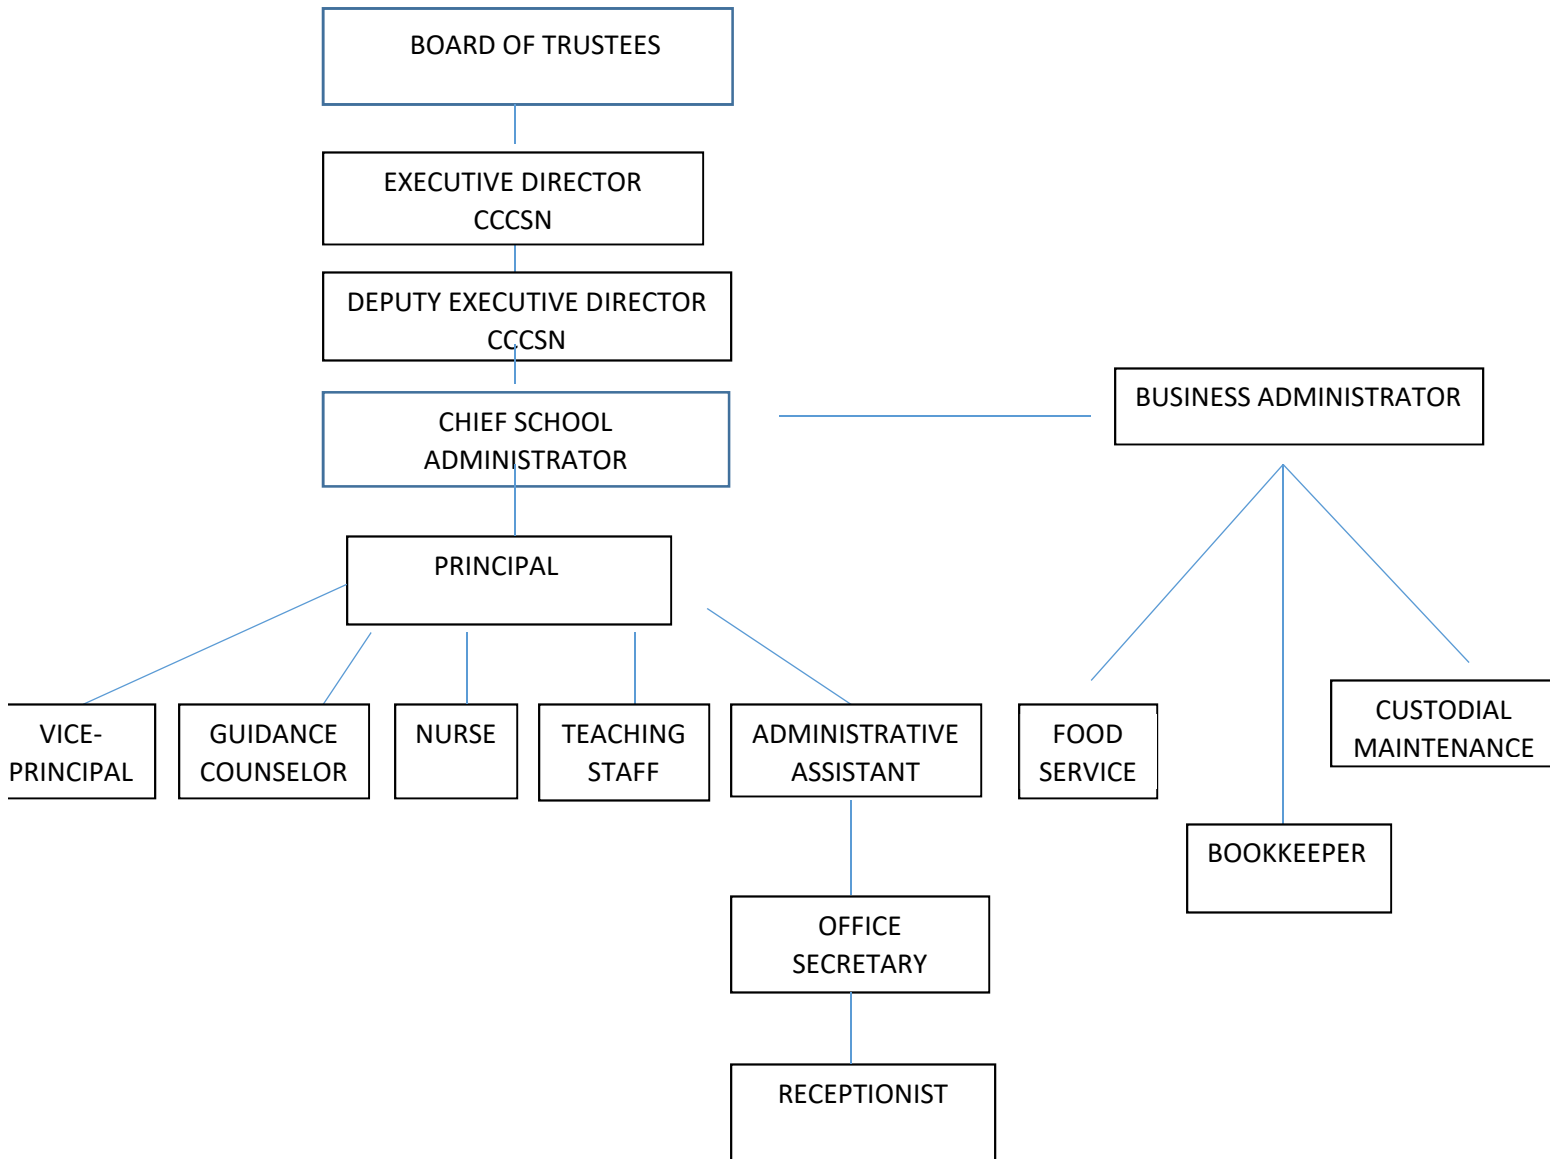 BOARD OF TRUSTEES
EXECUTIVE DIRECTOR
CCCSN
DEPUTY EXECUTIVE DIRECTOR
CCCSN
CHIEF SCHOOL
ADMINISTRATOR
BUSINESS ADMINISTRATOR
PRINCIPAL
VICE-
PRINCIPAL
GUIDANCE
COUNSELOR
NURSE
TEACHING
STAFF
ADMINISTRATIVE
ASSISTANT
FOOD
SERVICE
CUSTODIAL
MAINTENANCE
BOOKKEEPER
OFFICE
SECRETARY
RECEPTIONIST